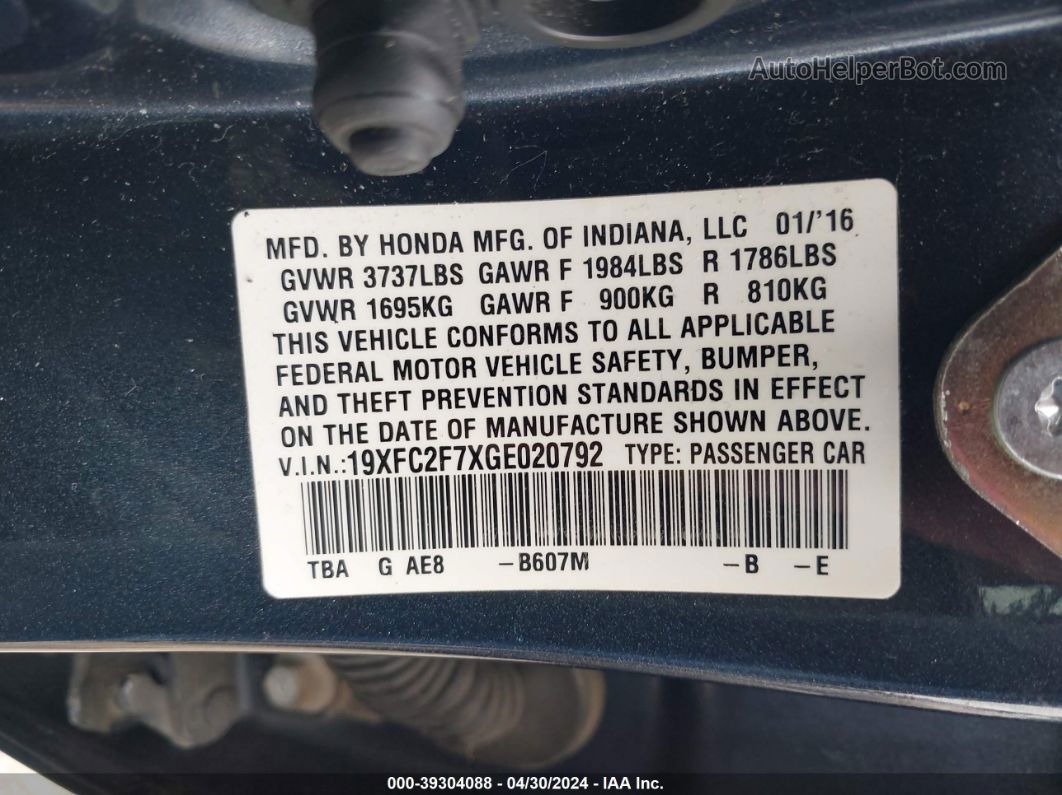 AutoHelperBot.com
MFD. BY HONDA MFG. OF INDIANA, LLC 01/'16
GVWR 3737LBS GAWR F 1984LBS R 1786LBS
GVWR 1695KG GAWR F 900KG R 810KG
THIS VEHICLE CONFORMS TO ALL APPLICABLE
FEDERAL MOTOR VEHICLE SAFETY, BUMPER,
AND THEFT PREVENTION STANDARDS IN EFFECT
ON THE DATE OF MANUFACTURE SHOWN ABOVE.
V.I.N.:19XFC2F7XGE020792 TYPE: PASSENGER CAR
TBA G AE8 -B607M -B -E
000-39304088 - 04/30/2024 - IAA Inc.